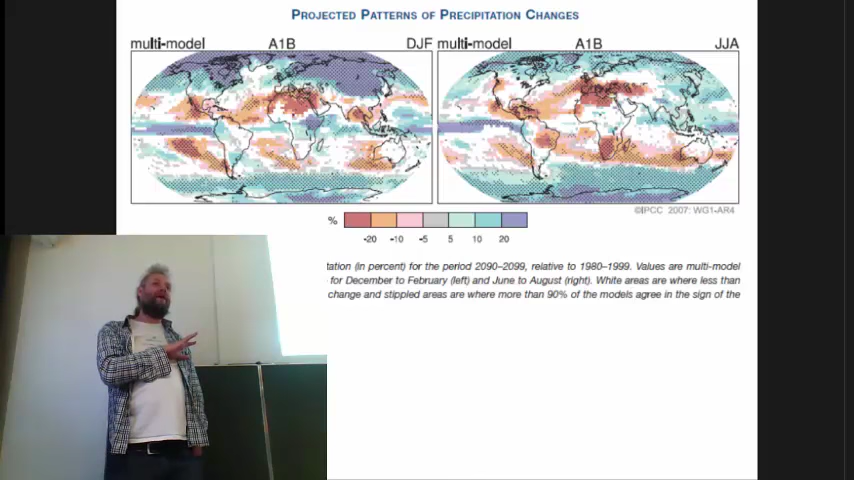 PROJECTED PATTERNS OF PRECIPITATION CHANGES
multi-model A1B DJF
multi-model A1B JJA
©IPCC 2007: WG1-AR4
%
-20 -10 -5 5 10 20
tation (in percent) for the period 2090–2099, relative to 1980–1999. Values are multi-model
for December to February (left) and June to August (right). White areas are where less than
change and stippled areas are where more than 90% of the models agree in the sign of the